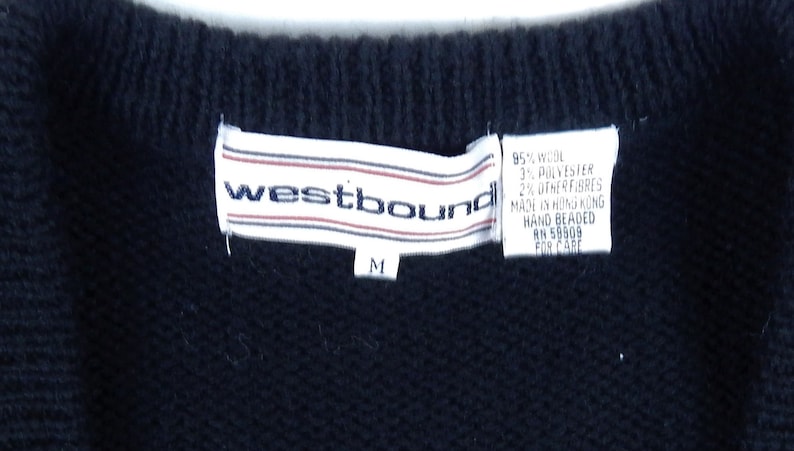 westbound
M
95% WOOL
3% POLYESTER
2% OTHER FIBRES
MADE IN HONG KONG
HAND BEADED
RN 58909
FOR CARE